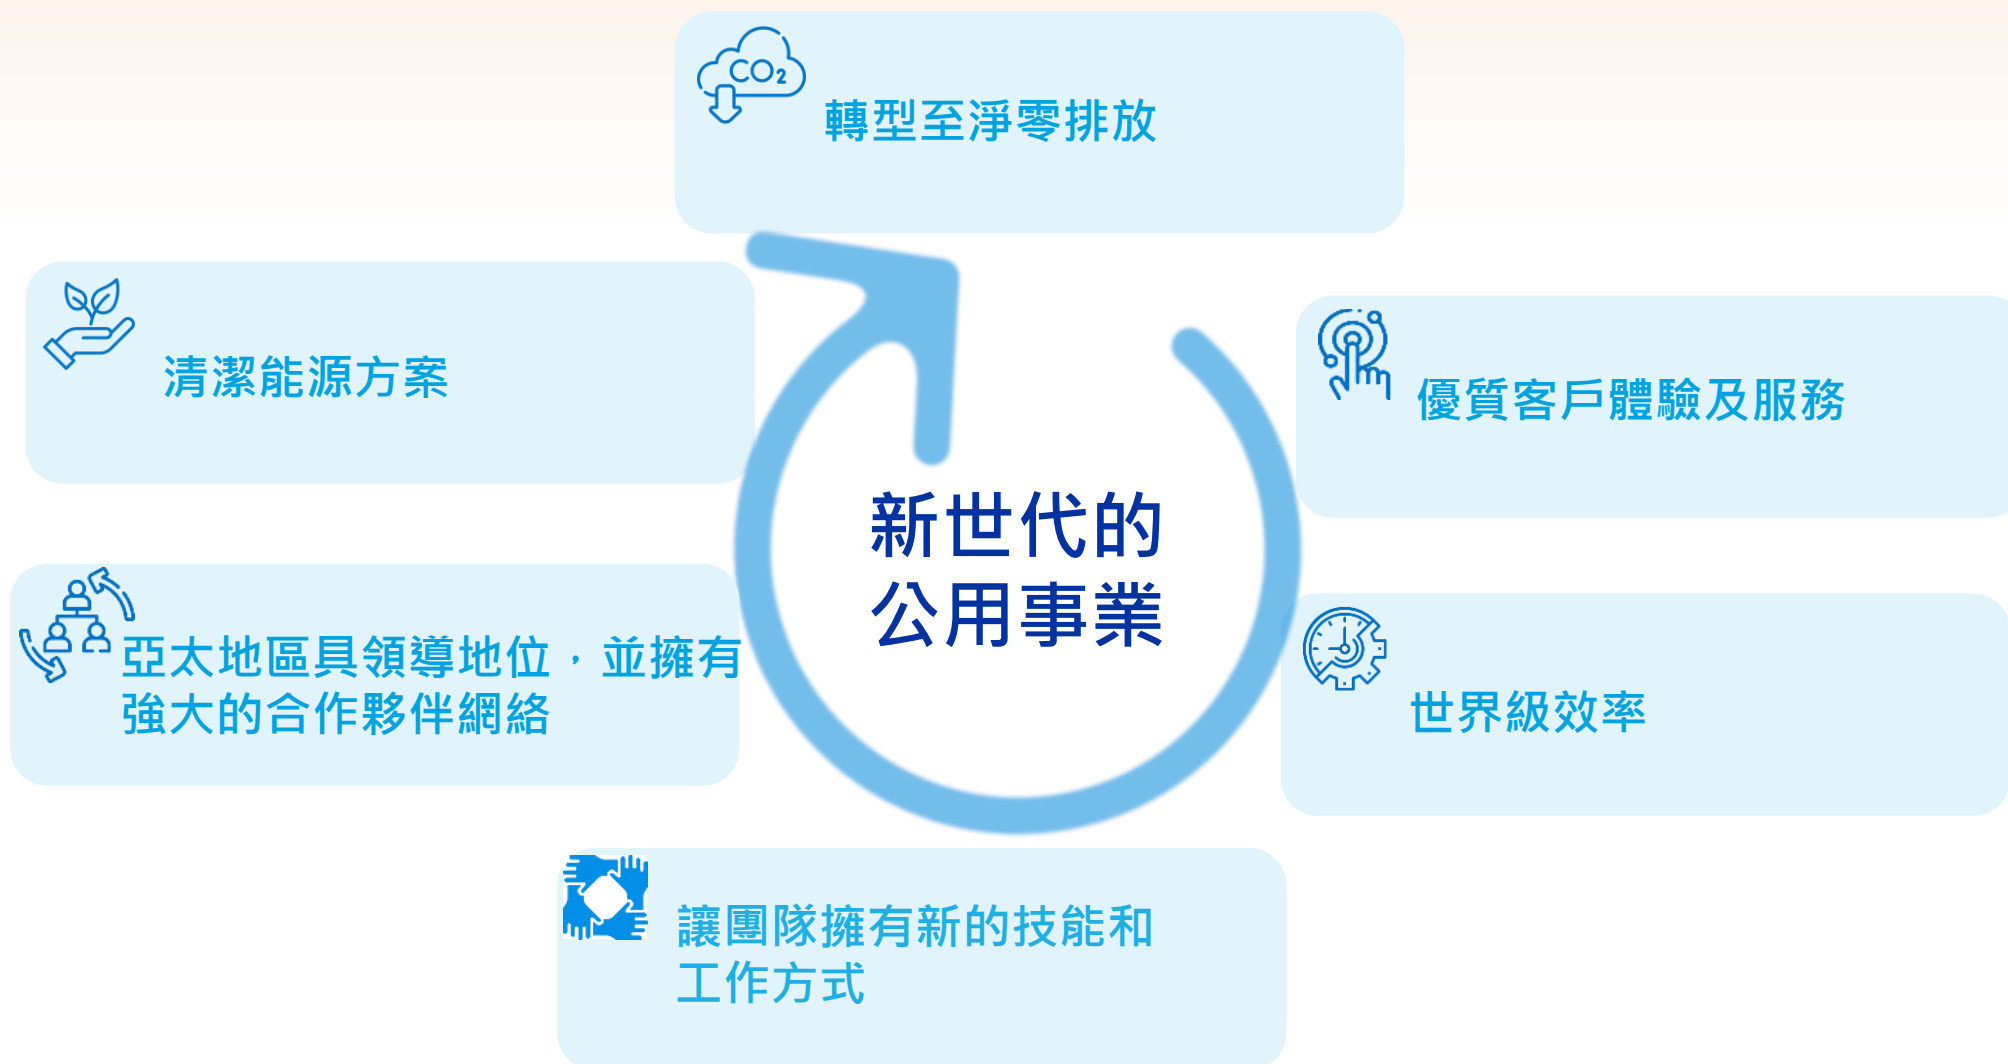 CO₂
轉型至淨零排放
清潔能源方案
優質客戶體驗及服務
新世代的
公用事業
亞太地區具領導地位，並擁有
強大的合作夥伴網絡
世界級效率
讓團隊擁有新的技能和
工作方式